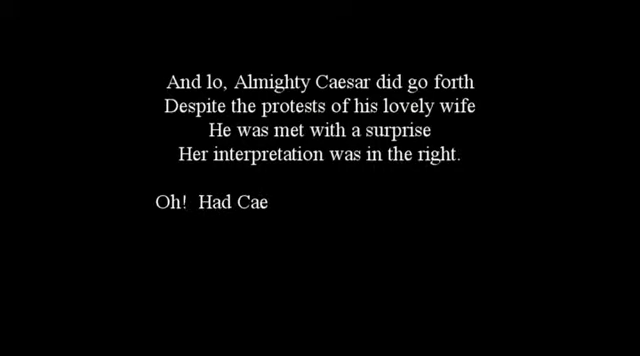 And lo, Almighty Caesar did go forth
Despite the protests of his lovely wife
He was met with a surprise
Her interpretation was in the right.
Oh!  Had Cae